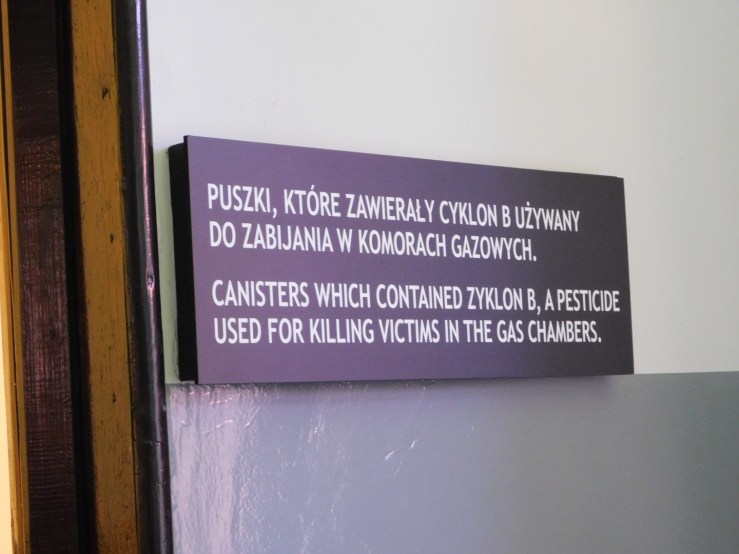 PUSZKI, KTÓRE ZAWIERAŁY CYKLON B UŻYWANY
DO ZABIJANIA W KOMORACH GAZOWYCH.
CANISTERS WHICH CONTAINED ZYKLON B, A PESTICIDE
USED FOR KILLING VICTIMS IN THE GAS CHAMBERS.